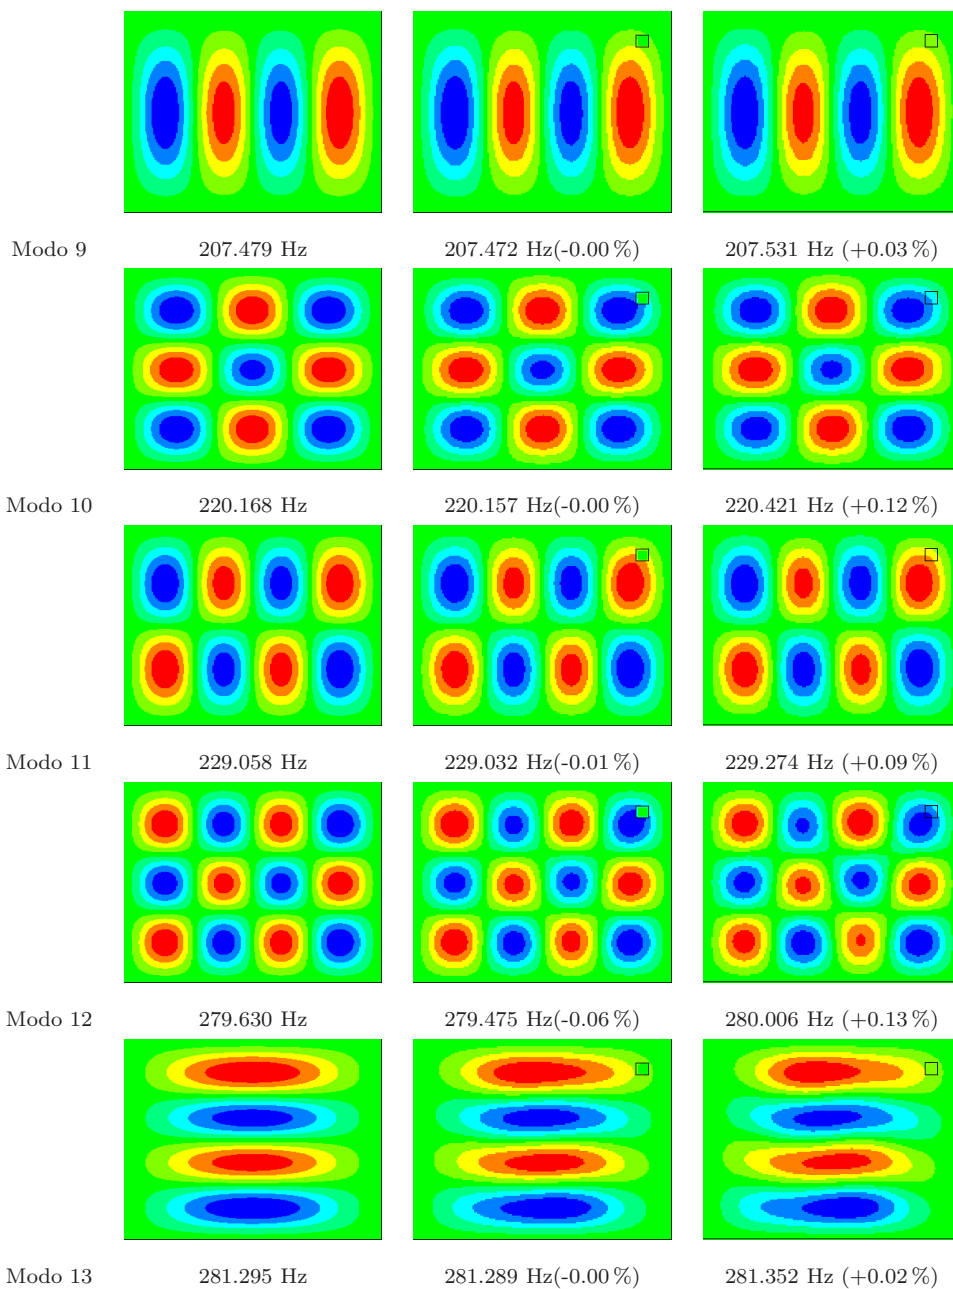 Modo 9 207.479 Hz 207.472 Hz(-0.00 %) 207.531 Hz (+0.03 %)
Modo 10 220.168 Hz 220.157 Hz(-0.00 %) 220.421 Hz (+0.12 %)
Modo 11 229.058 Hz 229.032 Hz(-0.01 %) 229.274 Hz (+0.09 %)
Modo 12 279.630 Hz 279.475 Hz(-0.06 %) 280.006 Hz (+0.13 %)
Modo 13 281.295 Hz 281.289 Hz(-0.00 %) 281.352 Hz (+0.02 %)